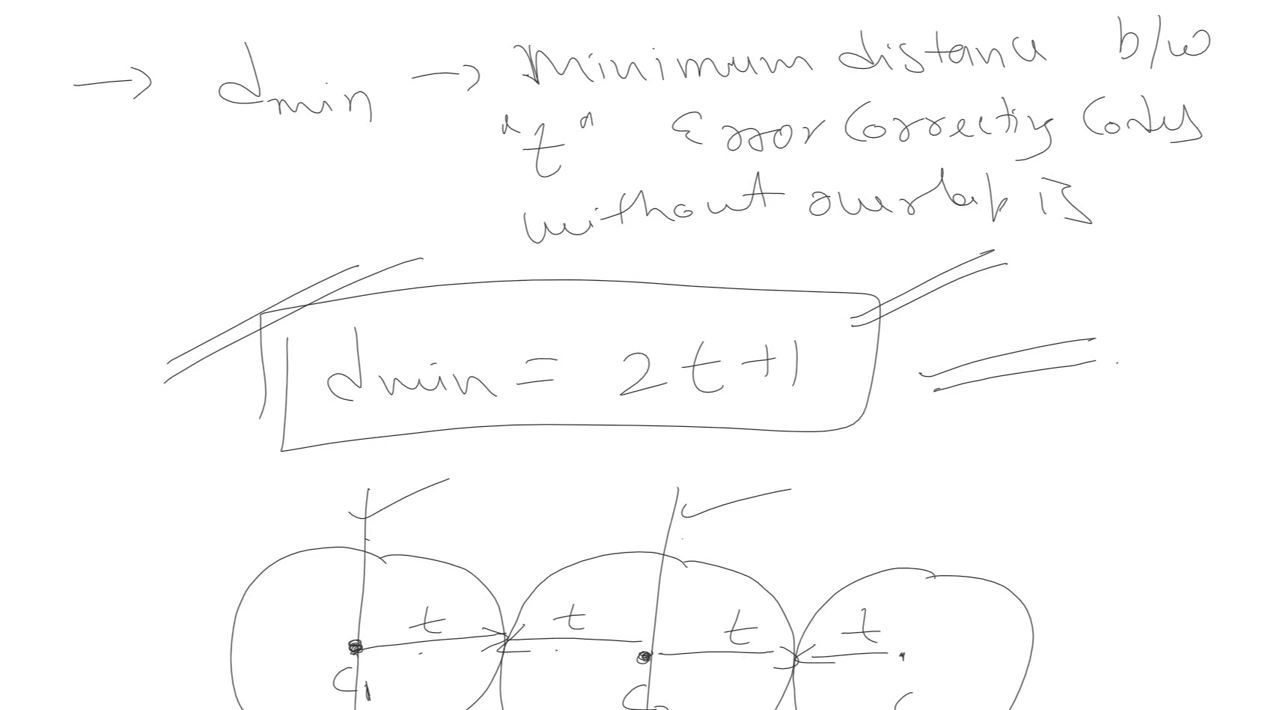 → dmin → Minimum distance b/w
"t" Error Correcting Codes
without overlap is
dmin = 2t+1
t t t t
C1